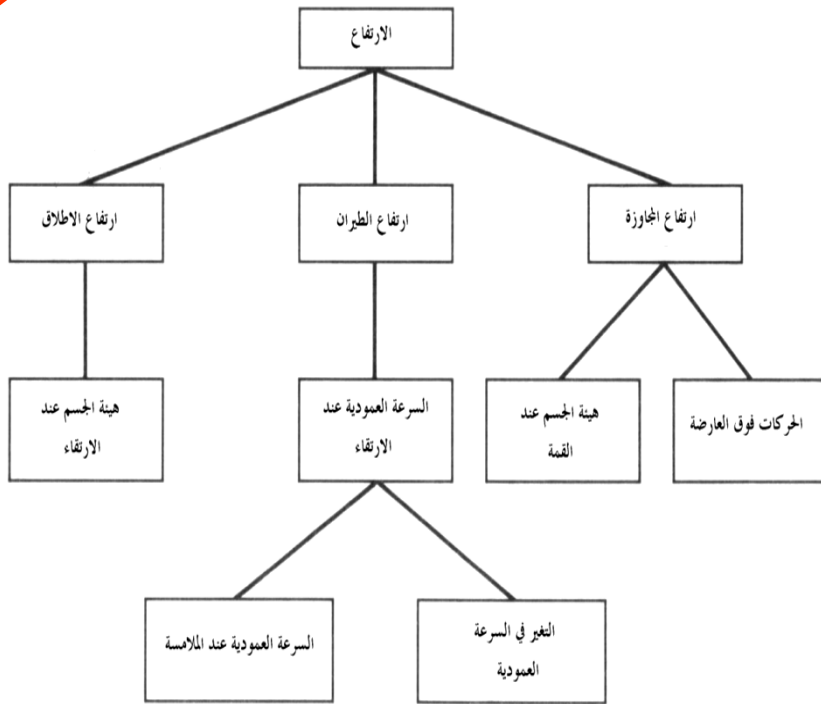 الارتفاع
ارتفاع المجاوزة
ارتفاع الطيران
ارتفاع الاطلاق
الحركات فوق العارضة
هيئة الجسم عند
القمة
السرعة العمودية عند
الارتقاء
هيئة الجسم عند
الارتقاء
التغير في السرعة
العمودية
السرعة العمودية عند الملامسة